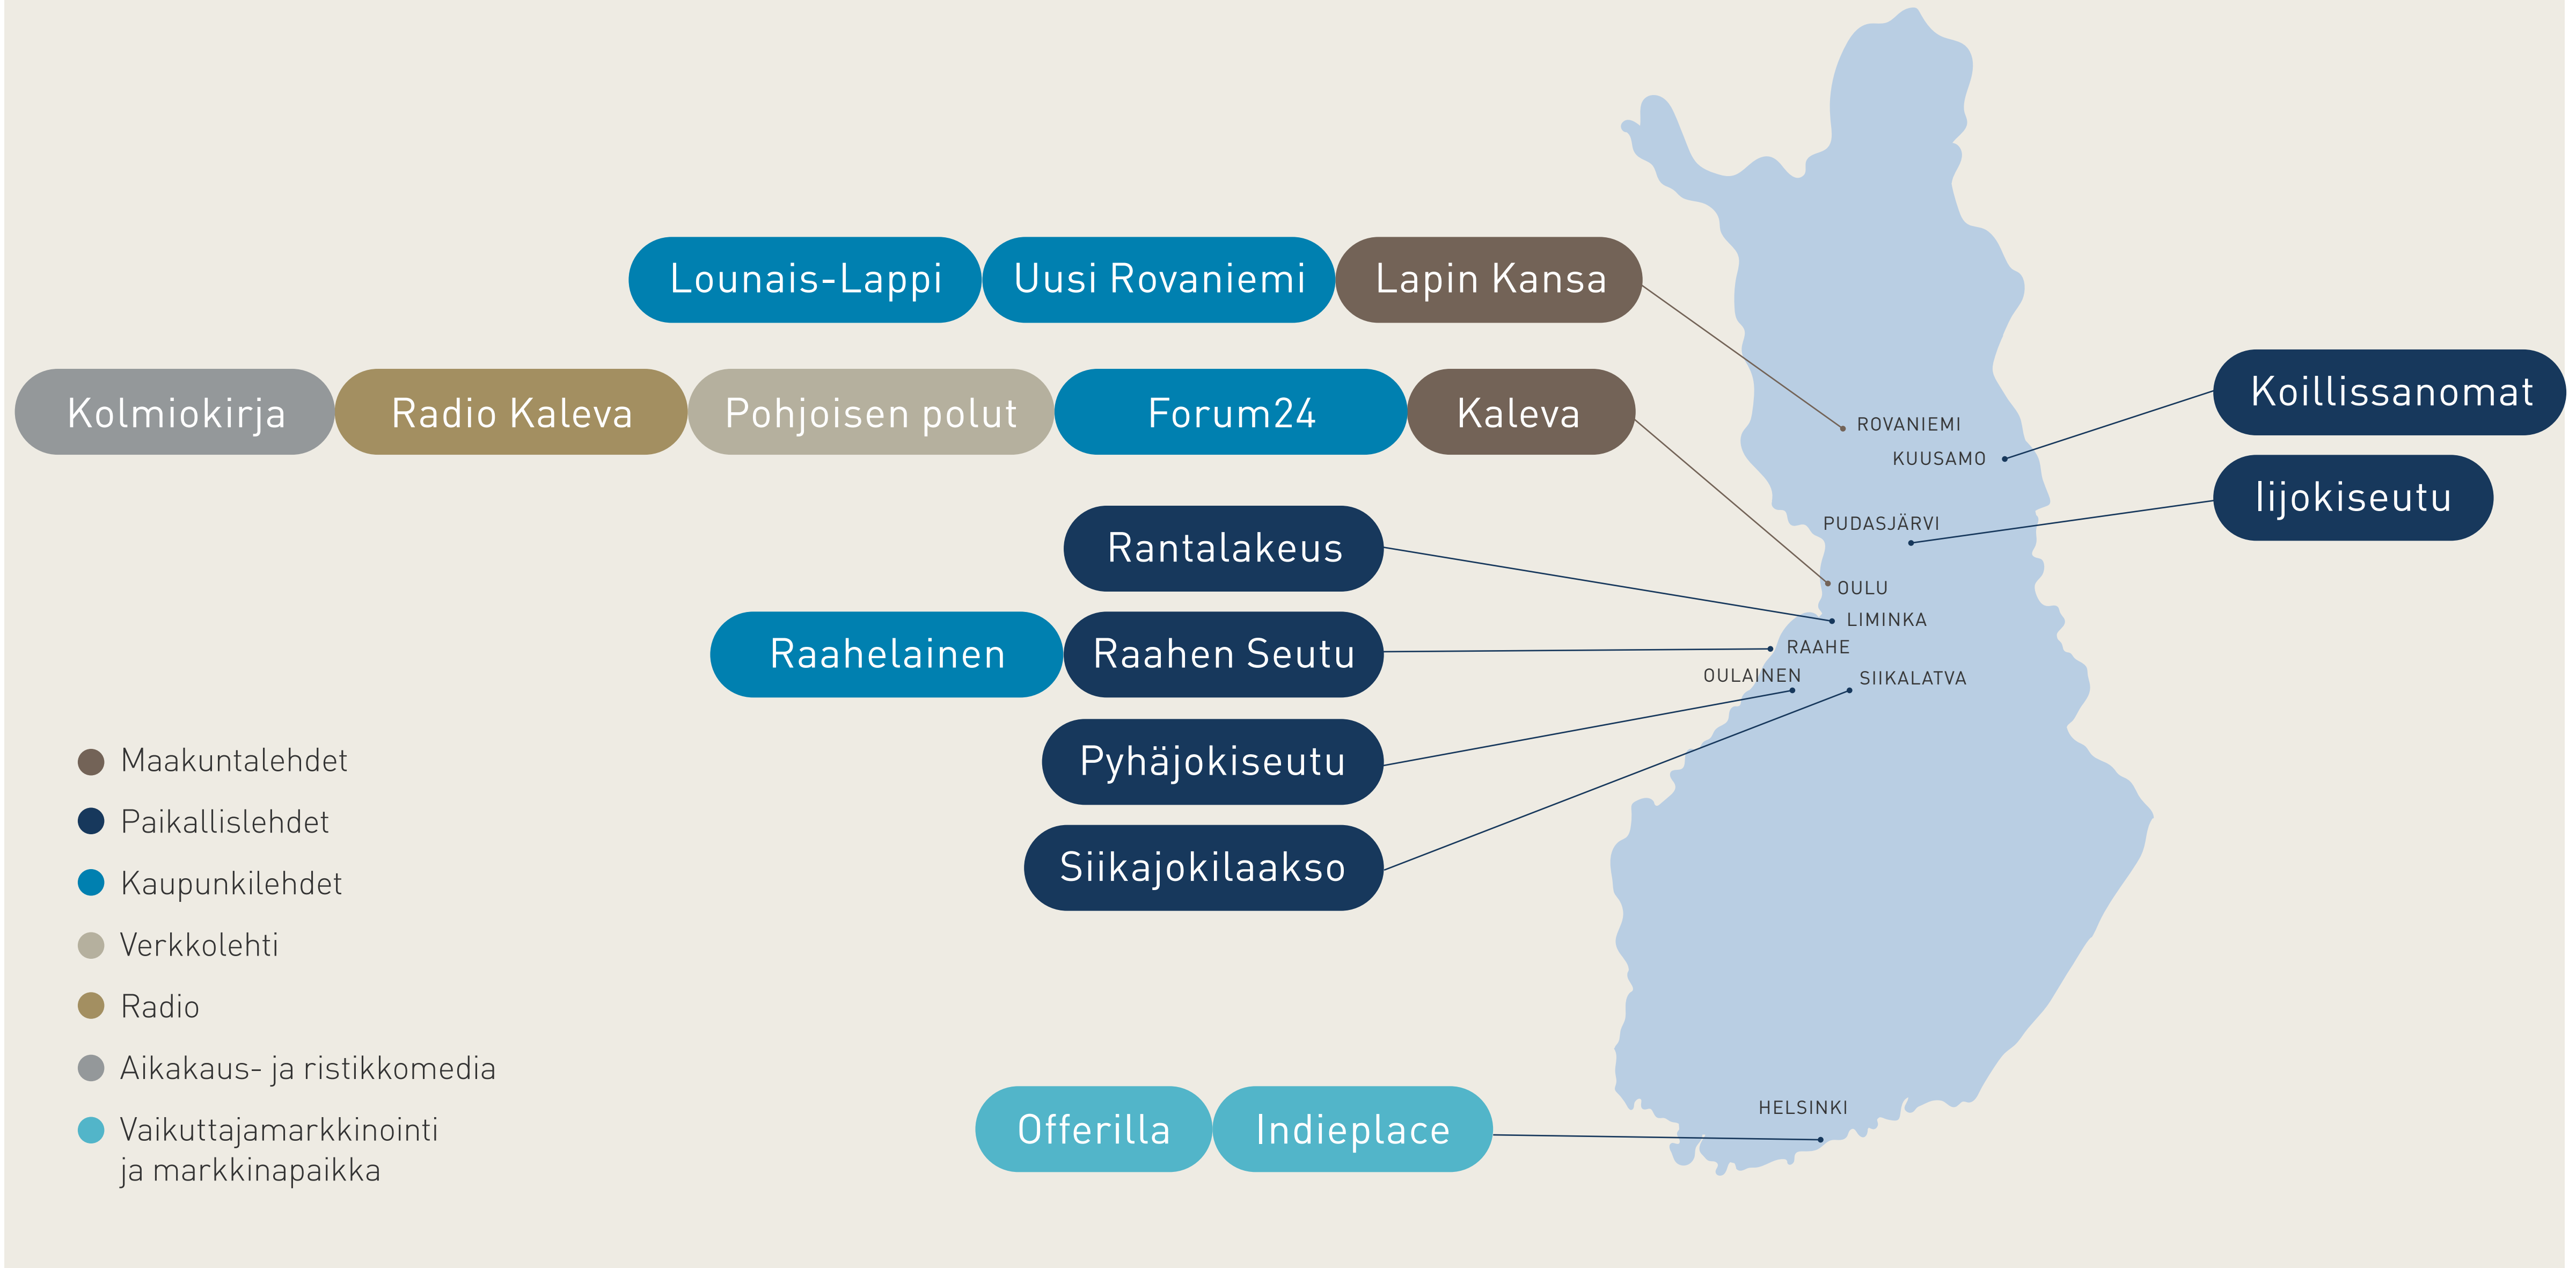 Lounais-Lappi
Uusi Rovaniemi
Lapin Kansa
Kolmiokirja
Radio Kaleva
Pohjoisen polut
Forum24
Kaleva
Koillissanomat
Iijokiseutu
Rantalakeus
Raahelainen
Raahen Seutu
Pyhäjokiseutu
Siikajokilaakso
Offerilla
Indieplace
ROVANIEMI
KUUSAMO
PUDASJÄRVI
OULU
LIMINKA
RAAHE
OULAINEN
SIIKALATVA
HELSINKI
Maakuntalehdet
Paikallislehdet
Kaupunkilehdet
Verkkolehti
Radio
Aikakaus- ja ristikkomedia
Vaikuttajamarkkinointi
ja markkinapaikka